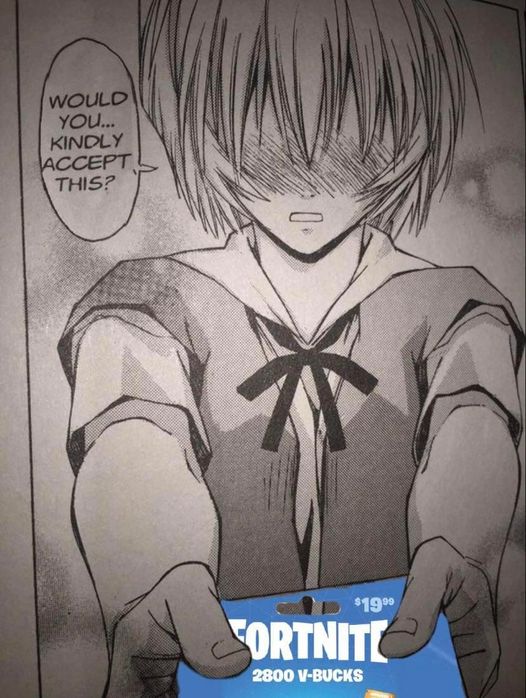 WOULD
YOU...
KINDLY
ACCEPT
THIS?
$19.99
FORTNITE
2800 V-BUCKS